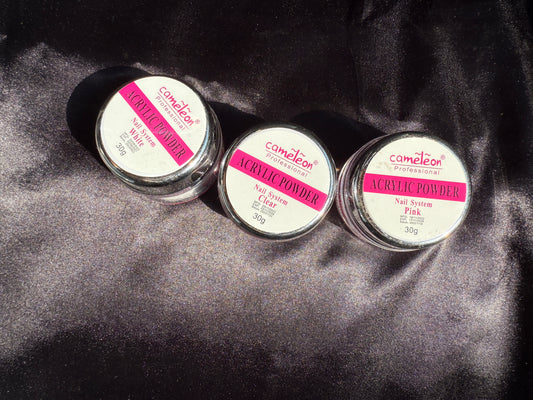 cameleon®
Professional
ACRYLIC POWDER
Nail System
White
30g
cameleon®
Professional
ACRYLIC POWDER
Nail System
Clear
30g
cameleon®
Professional
ACRYLIC POWDER
Nail System
Pink
30g